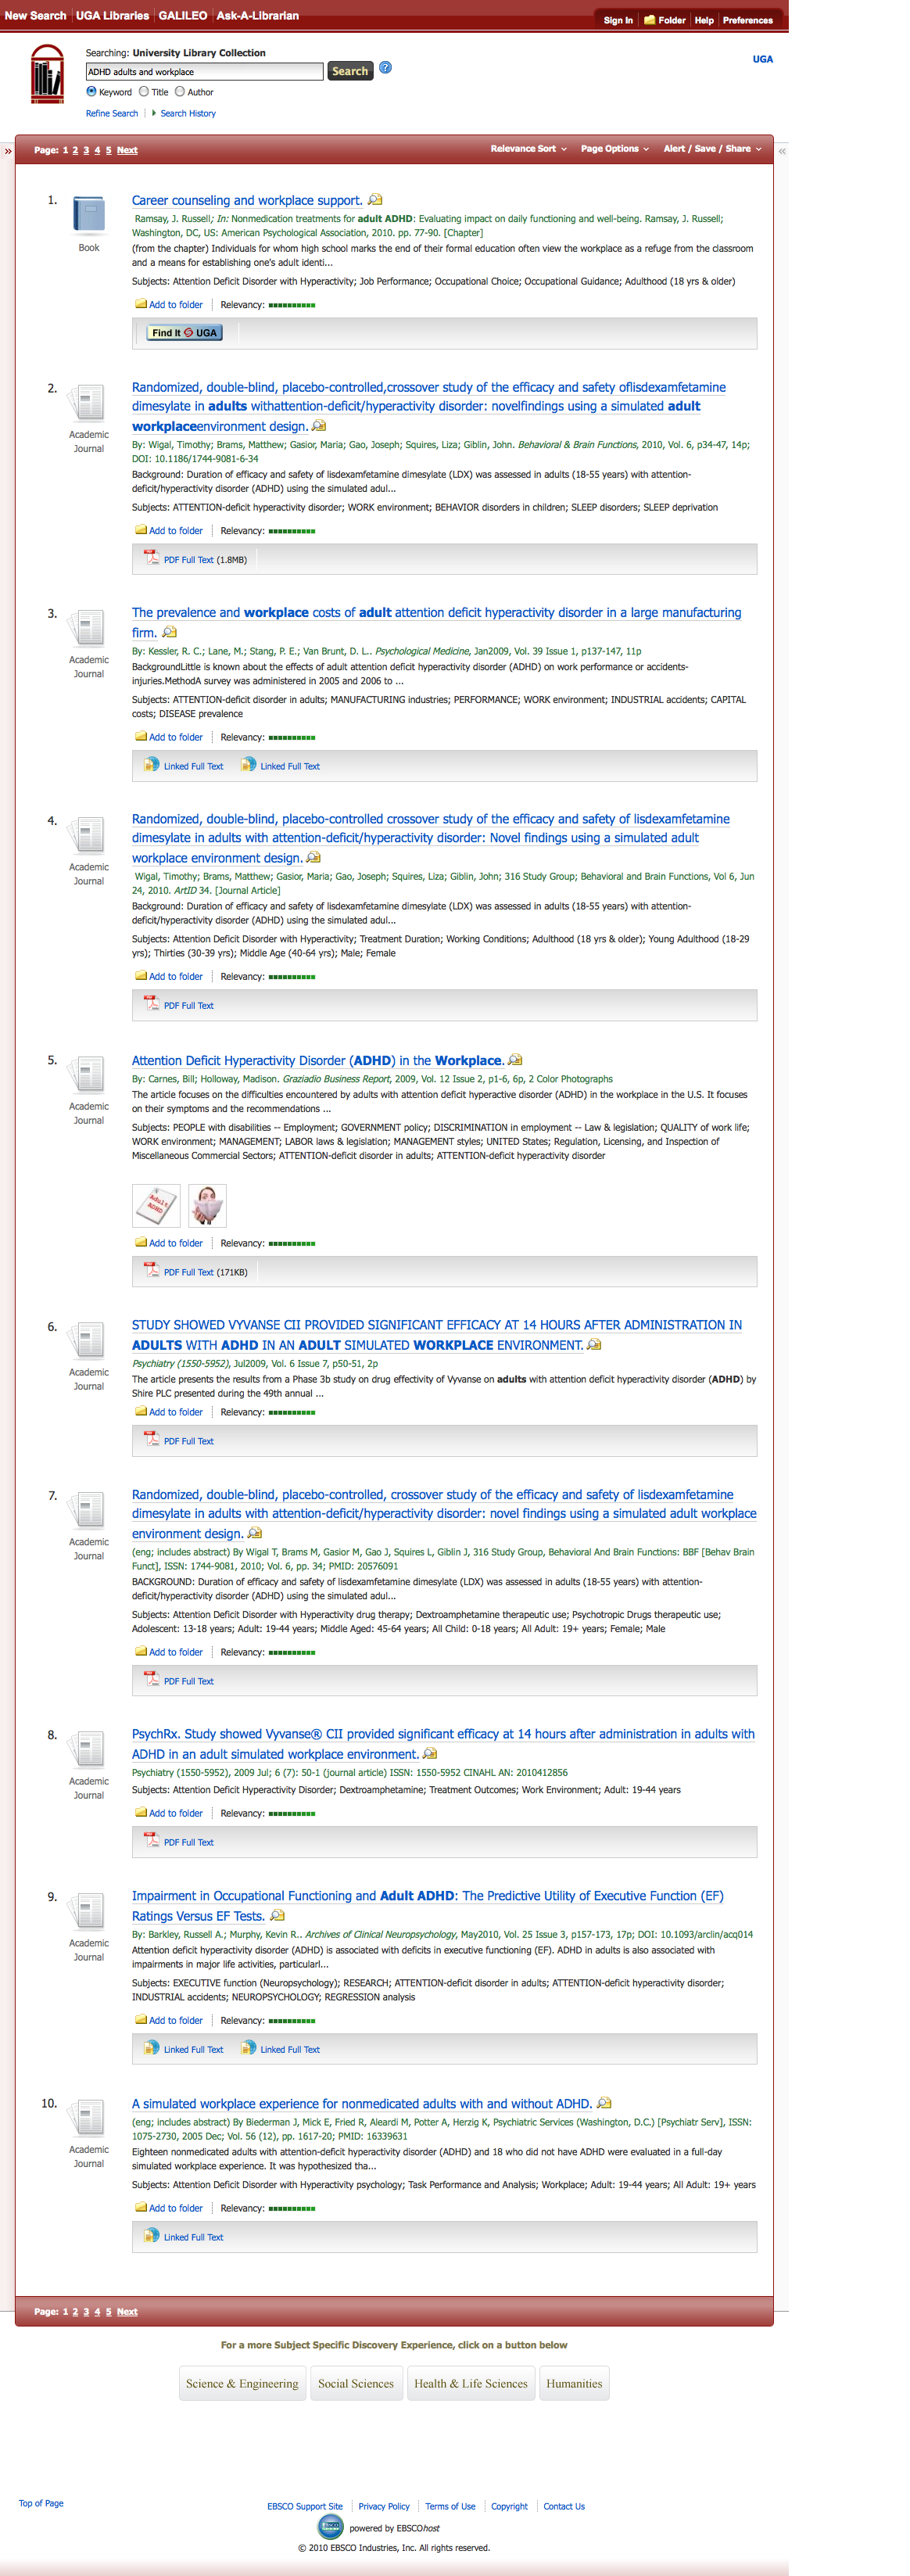 New Search UGA Libraries GALILEO Ask-A-Librarian
Sign In Folder Help Preferences
Searching: University Library Collection
UGA
ADHD adults and workplace Search ?
Keyword Title Author
Refine Search Search History
» Page: 1 2 3 4 5 Next Relevance Sort Page Options Alert / Save / Share «
1. Career counseling and workplace support.
Ramsay, J. Russell; In: Nonmedication treatments for adult ADHD: Evaluating impact on daily functioning and well-being. Ramsay, J. Russell;
Washington, DC, US: American Psychological Association, 2010. pp. 77-90. [Chapter]
Book
(from the chapter) Individuals for whom high school marks the end of their formal education often view the workplace as a refuge from the classroom
and a means for establishing one's adult identi...
Subjects: Attention Deficit Disorder with Hyperactivity; Job Performance; Occupational Choice; Occupational Guidance; Adulthood (18 yrs & older)
Add to folder Relevancy:
Find It UGA
2. Randomized, double-blind, placebo-controlled,crossover study of the efficacy and safety oflisdexamfetamine
dimesylate in adults withattention-deficit/hyperactivity disorder: novelfindings using a simulated adult
workplaceenvironment design.
Academic
Journal
By: Wigal, Timothy; Brams, Matthew; Gasior, Maria; Gao, Joseph; Squires, Liza; Giblin, John. Behavioral & Brain Functions, 2010, Vol. 6, p34-47, 14p;
DOI: 10.1186/1744-9081-6-34
Background: Duration of efficacy and safety of lisdexamfetamine dimesylate (LDX) was assessed in adults (18-55 years) with attention-
deficit/hyperactivity disorder (ADHD) using the simulated adul...
Subjects: ATTENTION-deficit hyperactivity disorder; WORK environment; BEHAVIOR disorders in children; SLEEP disorders; SLEEP deprivation
Add to folder Relevancy:
PDF Full Text (1.8MB)
3. The prevalence and workplace costs of adult attention deficit hyperactivity disorder in a large manufacturing
firm.
Academic
Journal
By: Kessler, R. C.; Lane, M.; Stang, P. E.; Van Brunt, D. L.. Psychological Medicine, Jan2009, Vol. 39 Issue 1, p137-147, 11p
BackgroundLittle is known about the effects of adult attention deficit hyperactivity disorder (ADHD) on work performance or accidents-
injuries.MethodA survey was administered in 2005 and 2006 to ...
Subjects: ATTENTION-deficit disorder in adults; MANUFACTURING industries; PERFORMANCE; WORK environment; INDUSTRIAL accidents; CAPITAL
costs; DISEASE prevalence
Add to folder Relevancy:
Linked Full Text Linked Full Text
4. Randomized, double-blind, placebo-controlled crossover study of the efficacy and safety of lisdexamfetamine
dimesylate in adults with attention-deficit/hyperactivity disorder: Novel findings using a simulated adult
workplace environment design.
Academic
Journal
Wigal, Timothy; Brams, Matthew; Gasior, Maria; Gao, Joseph; Squires, Liza; Giblin, John; 316 Study Group; Behavioral and Brain Functions, Vol 6, Jun
24, 2010. ArtID 34. [Journal Article]
Background: Duration of efficacy and safety of lisdexamfetamine dimesylate (LDX) was assessed in adults (18-55 years) with attention-
deficit/hyperactivity disorder (ADHD) using the simulated adul...
Subjects: Attention Deficit Disorder with Hyperactivity; Treatment Duration; Working Conditions; Adulthood (18 yrs & older); Young Adulthood (18-29
yrs); Thirties (30-39 yrs); Middle Age (40-64 yrs); Male; Female
Add to folder Relevancy:
PDF Full Text
5. Attention Deficit Hyperactivity Disorder (ADHD) in the Workplace.
Academic
Journal
By: Carnes, Bill; Holloway, Madison. Graziadio Business Report, 2009, Vol. 12 Issue 2, p1-6, 6p, 2 Color Photographs
The article focuses on the difficulties encountered by adults with attention deficit hyperactive disorder (ADHD) in the workplace in the U.S. It focuses
on their symptoms and the recommendations ...
Subjects: PEOPLE with disabilities -- Employment; GOVERNMENT policy; DISCRIMINATION in employment -- Law & legislation; QUALITY of work life;
WORK environment; MANAGEMENT; LABOR laws & legislation; MANAGEMENT styles; UNITED States; Regulation, Licensing, and Inspection of
Miscellaneous Commercial Sectors; ATTENTION-deficit disorder in adults; ATTENTION-deficit hyperactivity disorder
Adult
ADHD
Add to folder Relevancy:
PDF Full Text (171KB)
6. STUDY SHOWED VYVANSE CII PROVIDED SIGNIFICANT EFFICACY AT 14 HOURS AFTER ADMINISTRATION IN
ADULTS WITH ADHD IN AN ADULT SIMULATED WORKPLACE ENVIRONMENT.
Academic
Journal
Psychiatry (1550-5952), Jul2009, Vol. 6 Issue 7, p50-51, 2p
The article presents the results from a Phase 3b study on drug effectivity of Vyvanse on adults with attention deficit hyperactivity disorder (ADHD) by
Shire PLC presented during the 49th annual ...
Add to folder Relevancy:
PDF Full Text
7. Randomized, double-blind, placebo-controlled, crossover study of the efficacy and safety of lisdexamfetamine
dimesylate in adults with attention-deficit/hyperactivity disorder: novel findings using a simulated adult workplace
environment design.
Academic
Journal
(eng; includes abstract) By Wigal T, Brams M, Gasior M, Gao J, Squires L, Giblin J, 316 Study Group, Behavioral And Brain Functions: BBF [Behav Brain
Funct], ISSN: 1744-9081, 2010; Vol. 6, pp. 34; PMID: 20576091
BACKGROUND: Duration of efficacy and safety of lisdexamfetamine dimesylate (LDX) was assessed in adults (18-55 years) with attention-
deficit/hyperactivity disorder (ADHD) using the simulated adul...
Subjects: Attention Deficit Disorder with Hyperactivity drug therapy; Dextroamphetamine therapeutic use; Psychotropic Drugs therapeutic use;
Adolescent: 13-18 years; Adult: 19-44 years; Middle Aged: 45-64 years; All Child: 0-18 years; All Adult: 19+ years; Female; Male
Add to folder Relevancy:
PDF Full Text
8. PsychRx. Study showed Vyvanse® CII provided significant efficacy at 14 hours after administration in adults with
ADHD in an adult simulated workplace environment.
Academic
Journal
Psychiatry (1550-5952), 2009 Jul; 6 (7): 50-1 (journal article) ISSN: 1550-5952 CINAHL AN: 2010412856
Subjects: Attention Deficit Hyperactivity Disorder; Dextroamphetamine; Treatment Outcomes; Work Environment; Adult: 19-44 years
Add to folder Relevancy:
PDF Full Text
9. Impairment in Occupational Functioning and Adult ADHD: The Predictive Utility of Executive Function (EF)
Ratings Versus EF Tests.
Academic
Journal
By: Barkley, Russell A.; Murphy, Kevin R.. Archives of Clinical Neuropsychology, May2010, Vol. 25 Issue 3, p157-173, 17p; DOI: 10.1093/arclin/acq014
Attention deficit hyperactivity disorder (ADHD) is associated with deficits in executive functioning (EF). ADHD in adults is also associated with
impairments in major life activities, particularl...
Subjects: EXECUTIVE function (Neuropsychology); RESEARCH; ATTENTION-deficit disorder in adults; ATTENTION-deficit hyperactivity disorder;
INDUSTRIAL accidents; NEUROPSYCHOLOGY; REGRESSION analysis
Add to folder Relevancy:
Linked Full Text Linked Full Text
10. A simulated workplace experience for nonmedicated adults with and without ADHD.
Academic
Journal
(eng; includes abstract) By Biederman J, Mick E, Fried R, Aleardi M, Potter A, Herzig K, Psychiatric Services (Washington, D.C.) [Psychiatr Serv], ISSN:
1075-2730, 2005 Dec; Vol. 56 (12), pp. 1617-20; PMID: 16339631
Eighteen nonmedicated adults with attention-deficit hyperactivity disorder (ADHD) and 18 who did not have ADHD were evaluated in a full-day
simulated workplace experience. It was hypothesized tha...
Subjects: Attention Deficit Disorder with Hyperactivity psychology; Task Performance and Analysis; Workplace; Adult: 19-44 years; All Adult: 19+ years
Add to folder Relevancy:
Linked Full Text
Page: 1 2 3 4 5 Next
For a more Subject Specific Discovery Experience, click on a button below
Science & Engineering Social Sciences Health & Life Sciences Humanities
Top of Page
EBSCO Support Site Privacy Policy Terms of Use Copyright Contact Us
EBSCO powered by EBSCOhost
© 2010 EBSCO Industries, Inc. All rights reserved.